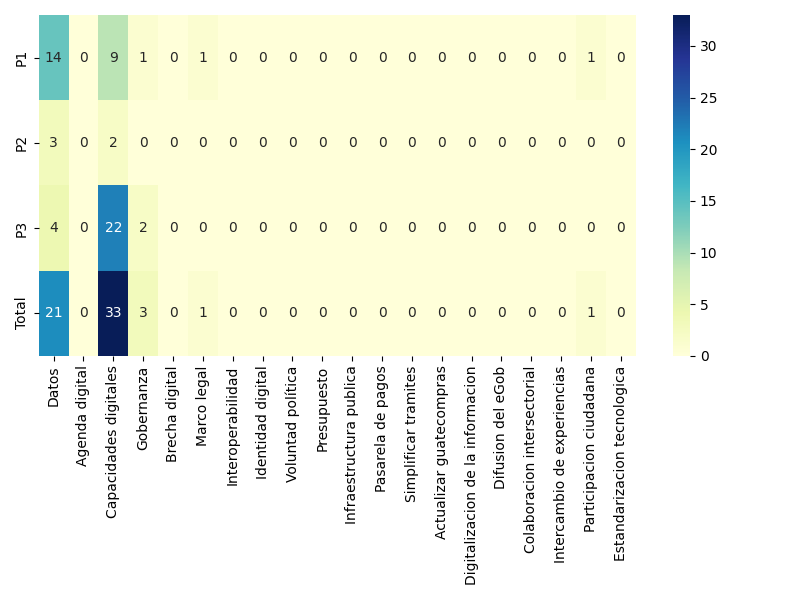 P1 14 0 9 1 0 1 0 0 0 0 0 0 0 0 0 0 0 0 1 0
P2 3 0 2 0 0 0 0 0 0 0 0 0 0 0 0 0 0 0 0 0
P3 4 0 22 2 0 0 0 0 0 0 0 0 0 0 0 0 0 0 0 0
Total 21 0 33 3 0 1 0 0 0 0 0 0 0 0 0 0 0 0 1 0
Datos
Agenda digital
Capacidades digitales
Gobernanza
Brecha digital
Marco legal
Interoperabilidad
Identidad digital
Voluntad politica
Presupuesto
Infraestructura publica
Pasarela de pagos
Simplificar tramites
Actualizar guatecompras
Digitalizacion de la informacion
Difusion del eGob
Colaboracion intersectorial
Intercambio de experiencias
Participacion ciudadana
Estandarizacion tecnologica
30
25
20
15
10
5
0